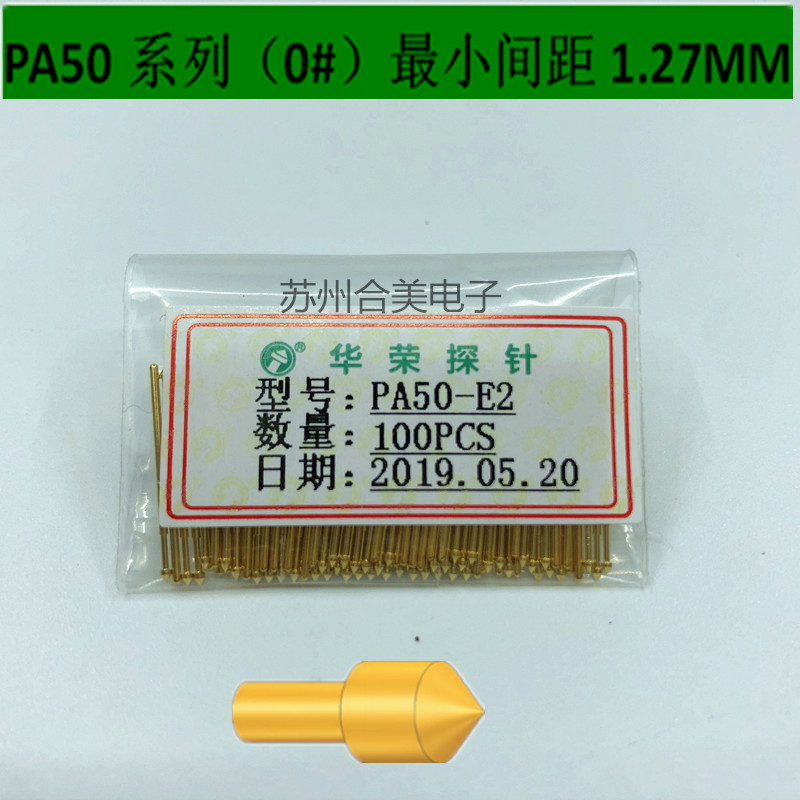 PA50 系列（0#）最小间距 1.27MM
苏州合美电子
® 华荣探针
型号: PA50-E2
数量: 100PCS
日期: 2019.05.20